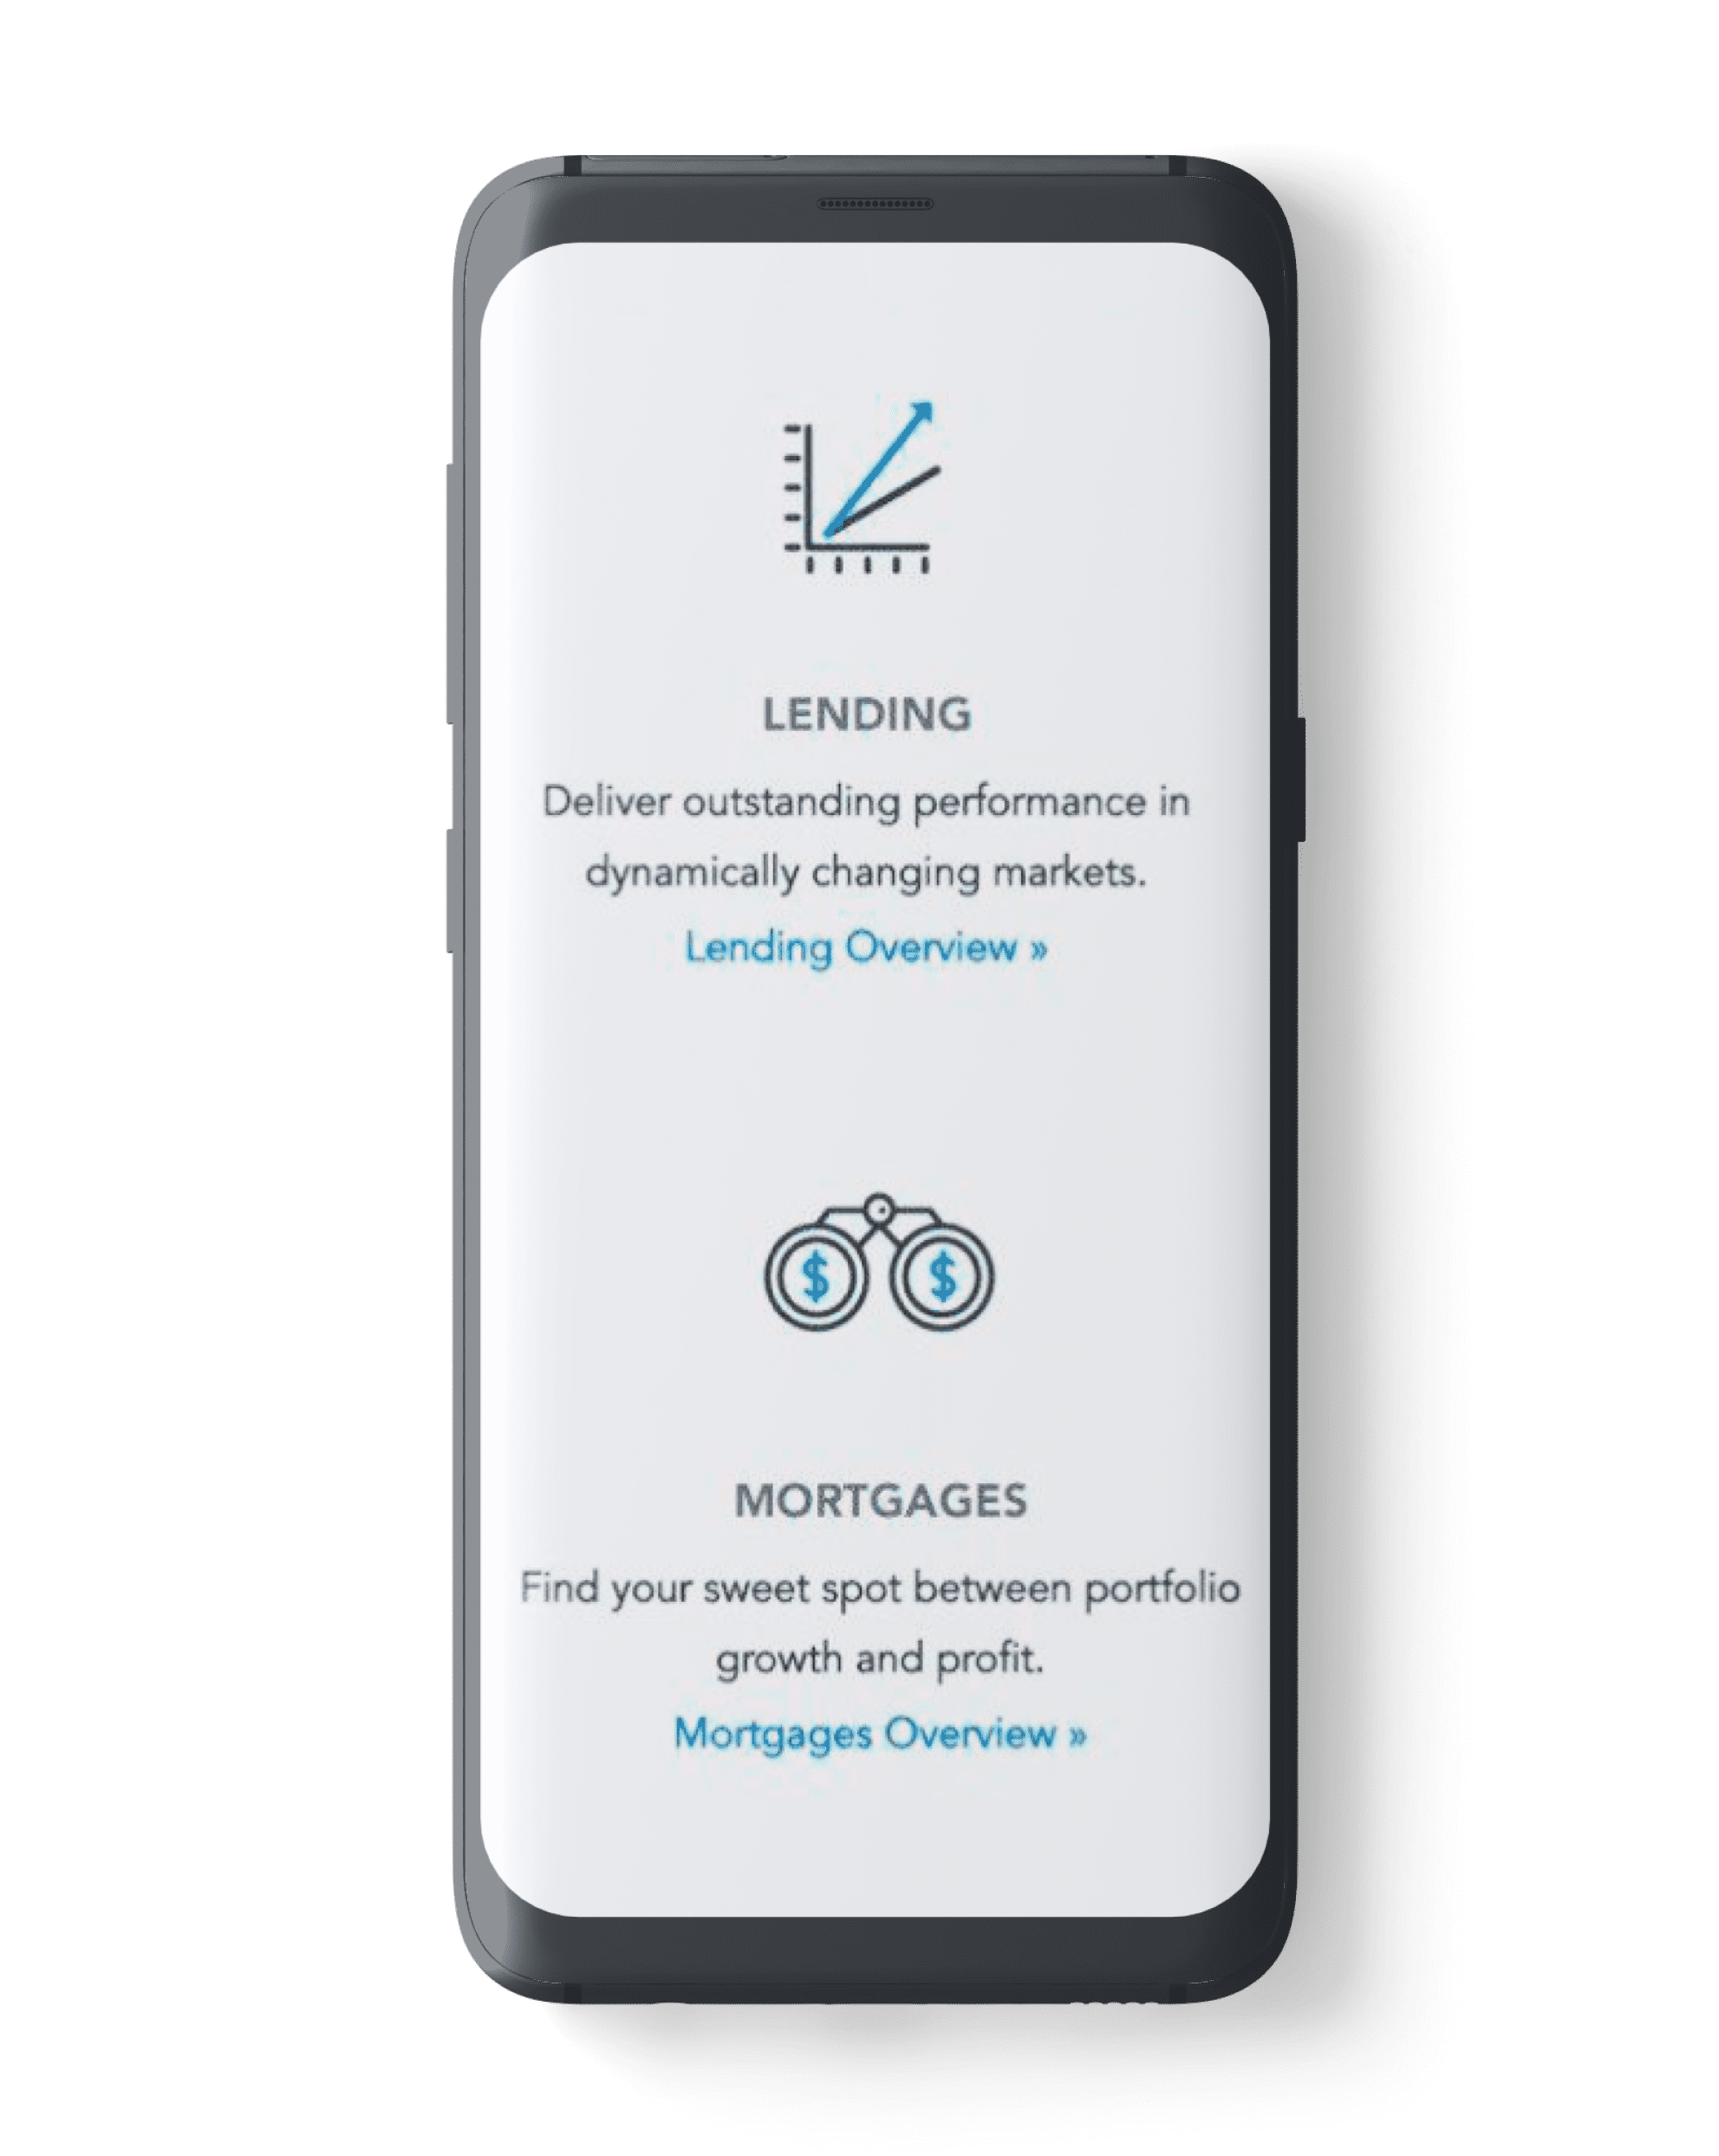 LENDING
Deliver outstanding performance in
dynamically changing markets.
Lending Overview »
$ $
MORTGAGES
Find your sweet spot between portfolio
growth and profit.
Mortgages Overview »